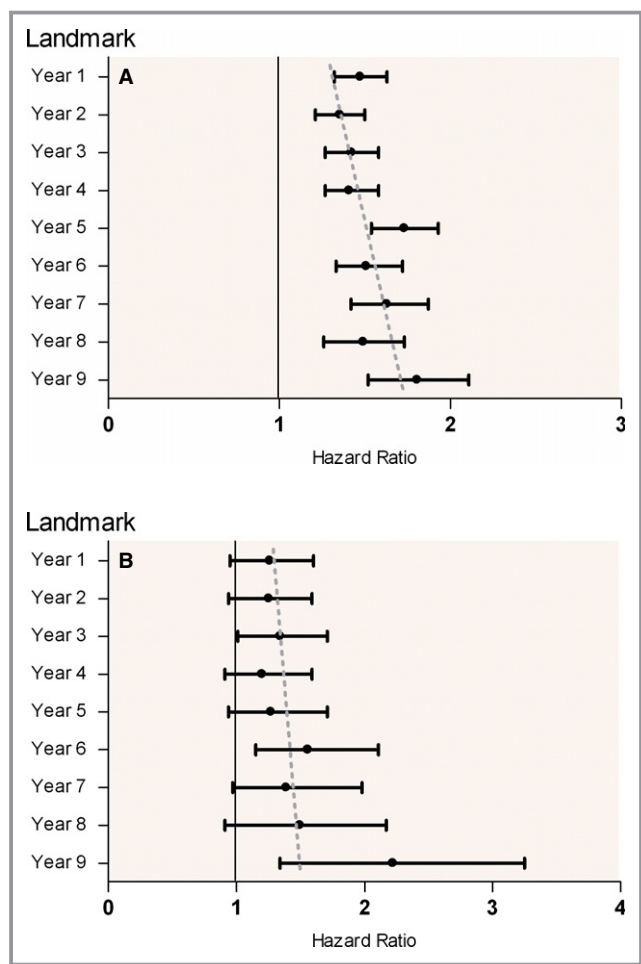 Landmark
A
Year 1
Year 2
Year 3
Year 4
Year 5
Year 6
Year 7
Year 8
Year 9
0 1 2 3
Hazard Ratio
Landmark
B
Year 1
Year 2
Year 3
Year 4
Year 5
Year 6
Year 7
Year 8
Year 9
0 1 2 3 4
Hazard Ratio